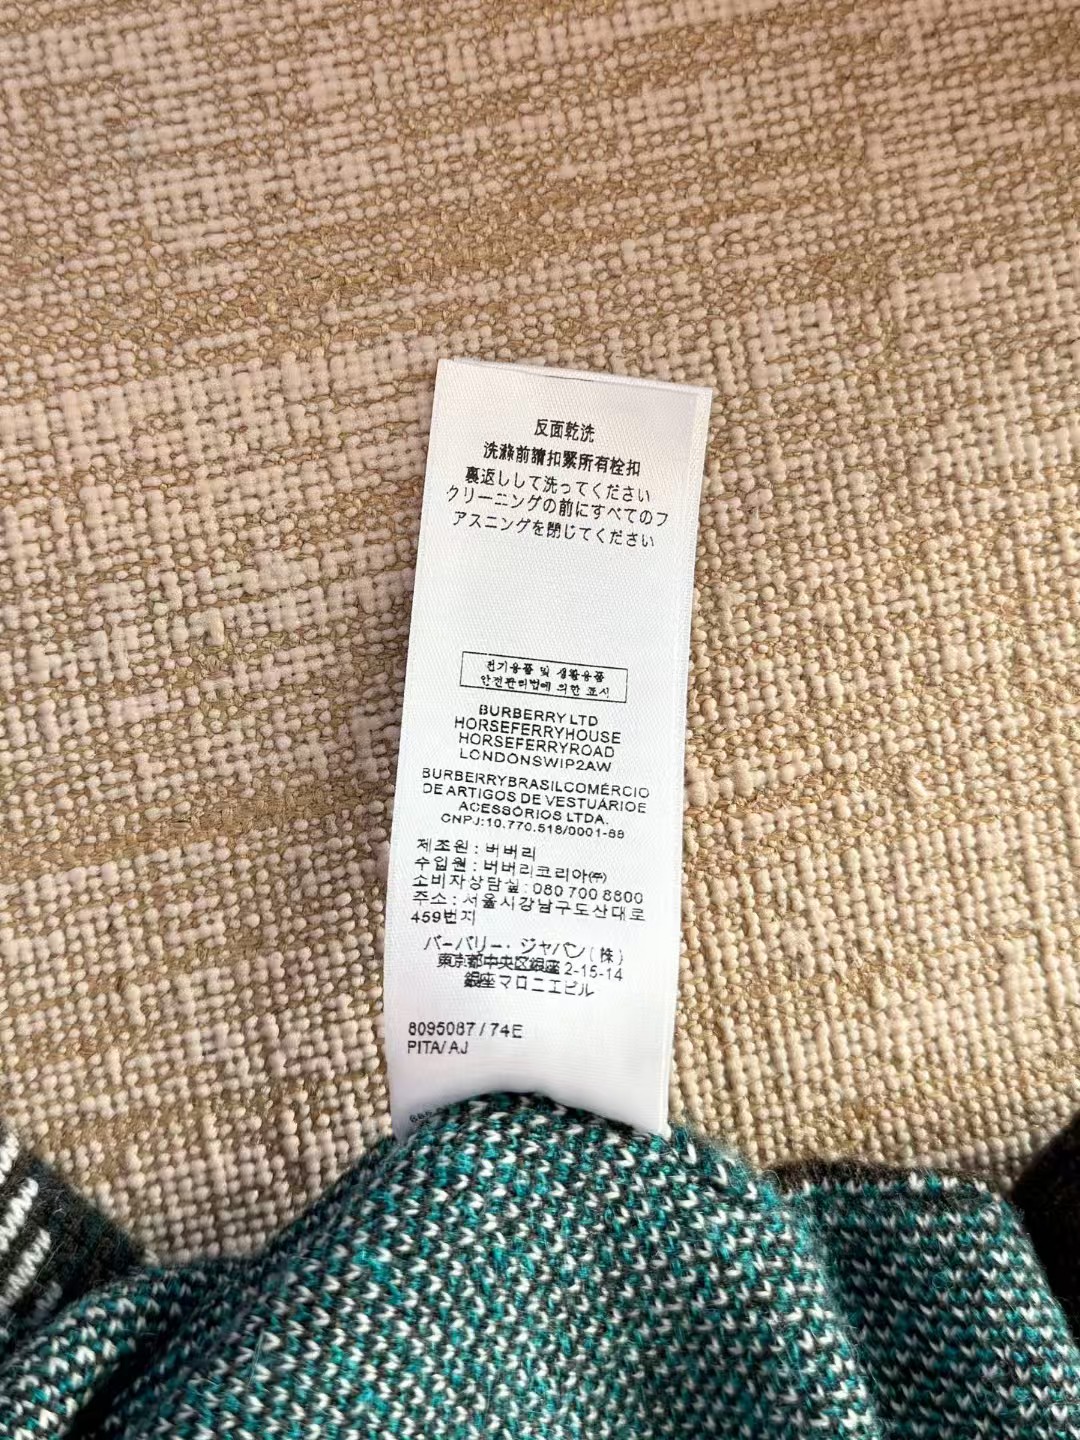 反面乾洗
洗滌前請扣緊所有栓扣
裏返しして洗ってください
クリーニングの前にすべてのフ
アスニングを閉じてください
전기용품 및 생활용품
안전관리법에 의한 표시
BURBERRY LTD
HORSEFERRYHOUSE
HORSEFERRYROAD
LONDONSWIP2AW
BURBERRYBRASILCOMÉRCIO
DE ARTIGOS DE VESTUÁRIOE
ACESSÓRIOS LTDA.
CNPJ:10.770.518/0001-88
제조원 : 버버리
수입원 : 버버리코리아㈜
소비자상담실: 080 700 8800
주소 : 서울시강남구도산대로
459번지
バーバリー・ジャパン(株)
東京都中央区銀座 2-15-14
銀座マロニエビル
8095087 / 74E
PITA/ AJ